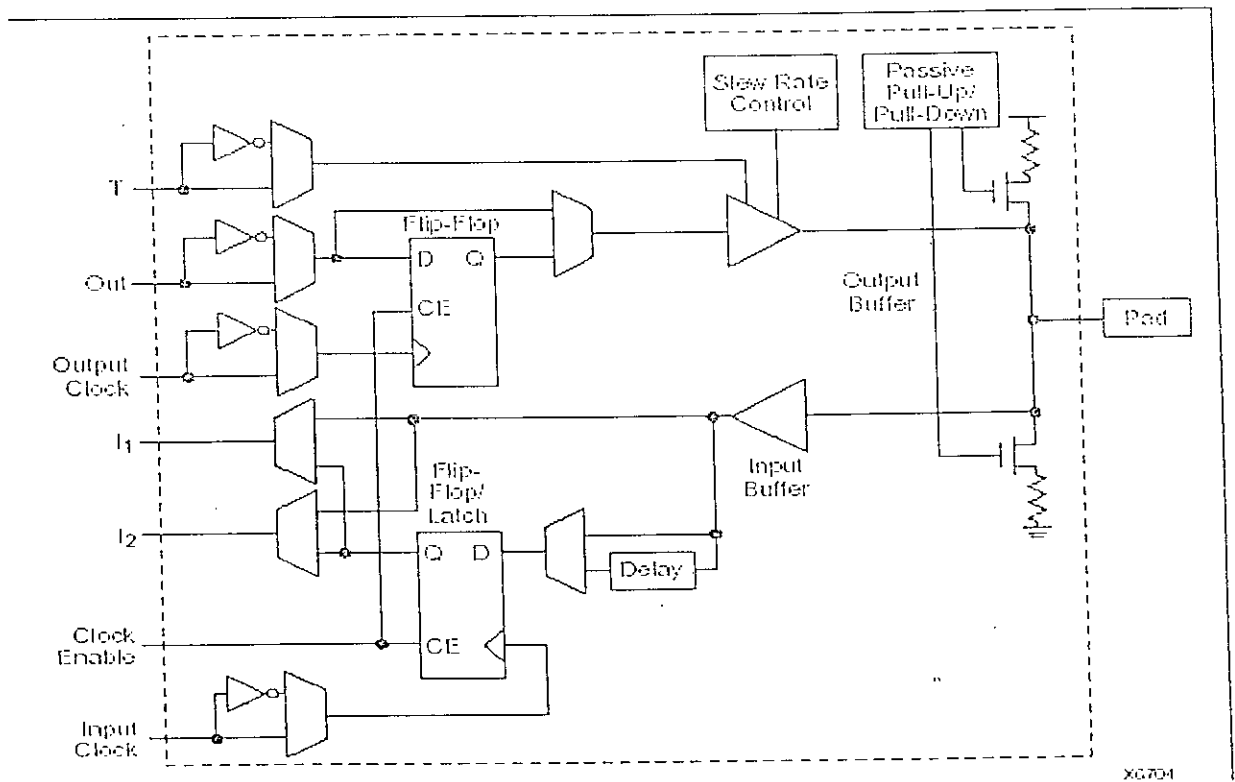 Slew Rate
Control
Passive
Pull-Up/
Pull-Down
T
Flip-Flop
D Q
Out
CE
Output
Buffer
Pad
Output
Clock
I1
Flip-
Flop/
Latch
Input
Buffer
I2
Q D
Delay
Clock
Enable
CE
Input
Clock
X6704